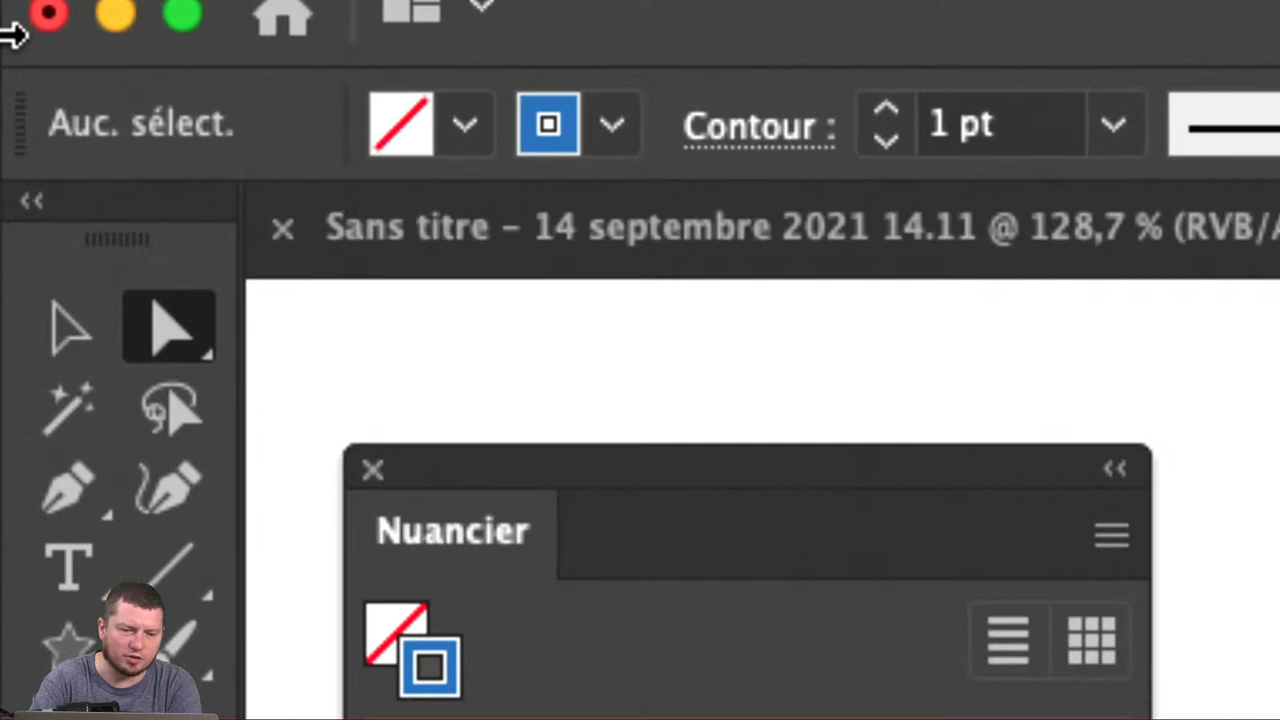 Auc. sélect.
Contour :
1 pt
Sans titre – 14 septembre 2021 14.11 @ 128,7 % (RVB/
Nuancier